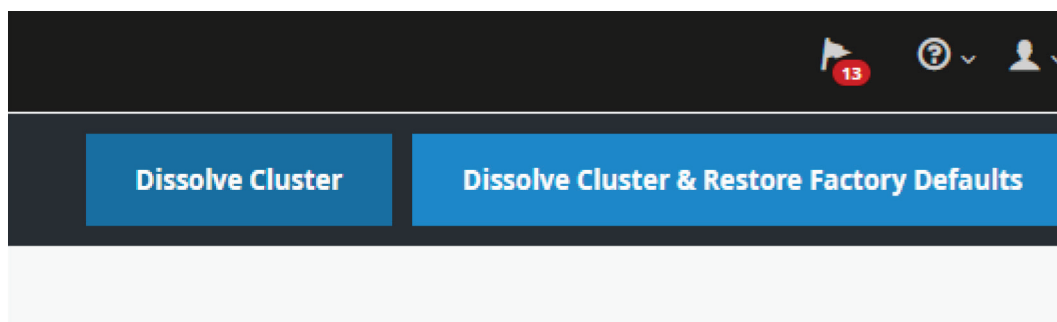 13
Dissolve Cluster
Dissolve Cluster & Restore Factory Defaults